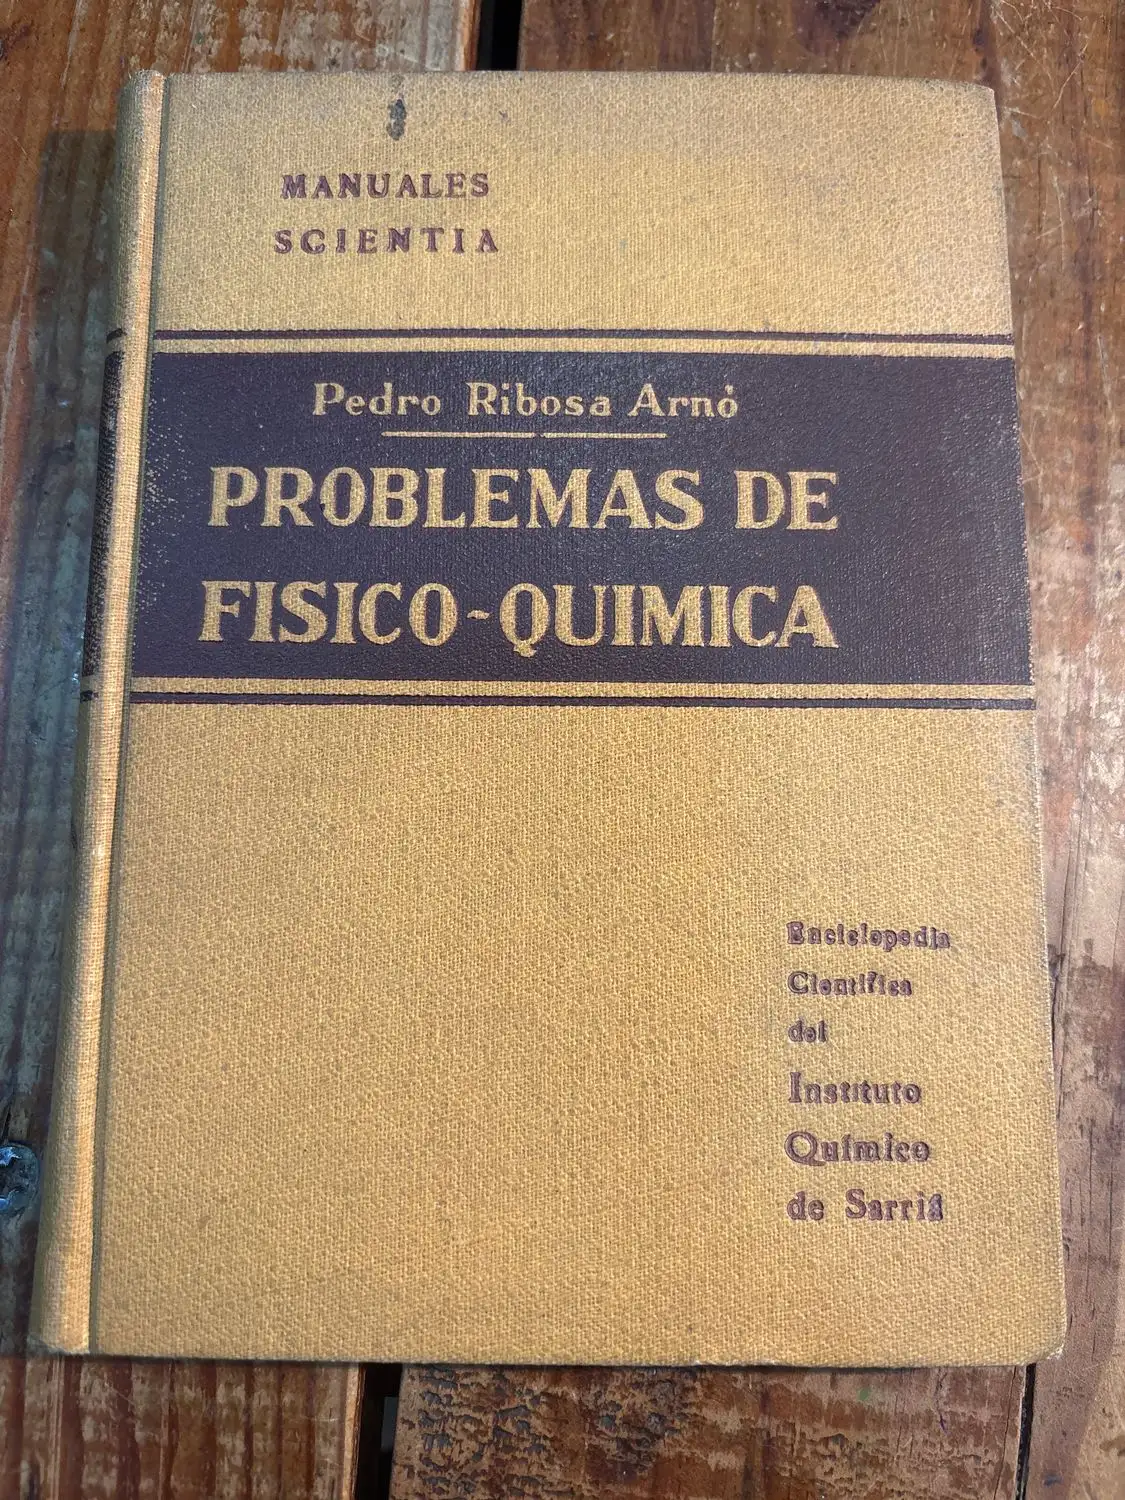 MANUALES
SCIENTIA
Pedro Ribosa Arnó
PROBLEMAS DE
FISICO-QUIMICA
Enciclopedia
Científica
del
Instituto
Químico
de Sarriá